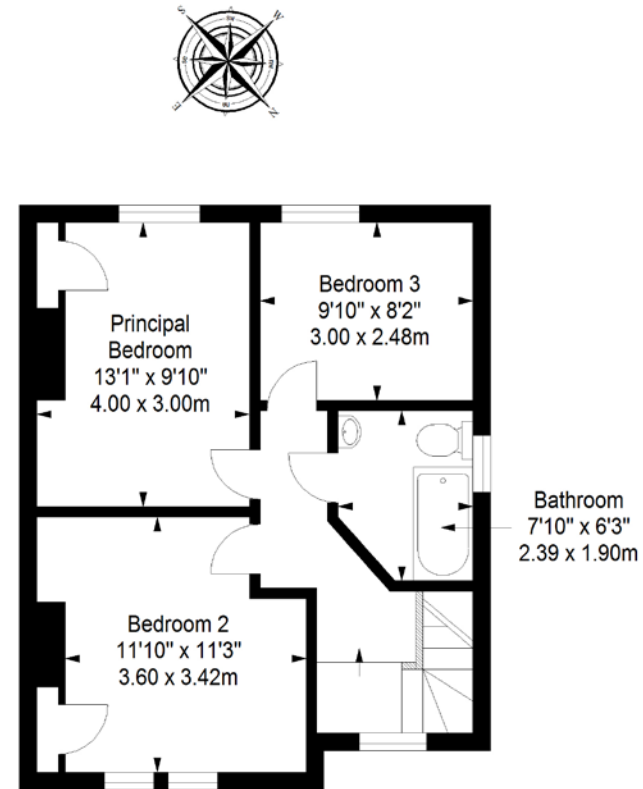 S
W
E
N
Principal
Bedroom
13'1" x 9'10"
4.00 x 3.00m
Bedroom 3
9'10" x 8'2"
3.00 x 2.48m
Bathroom
7'10" x 6'3"
2.39 x 1.90m
Bedroom 2
11'10" x 11'3"
3.60 x 3.42m